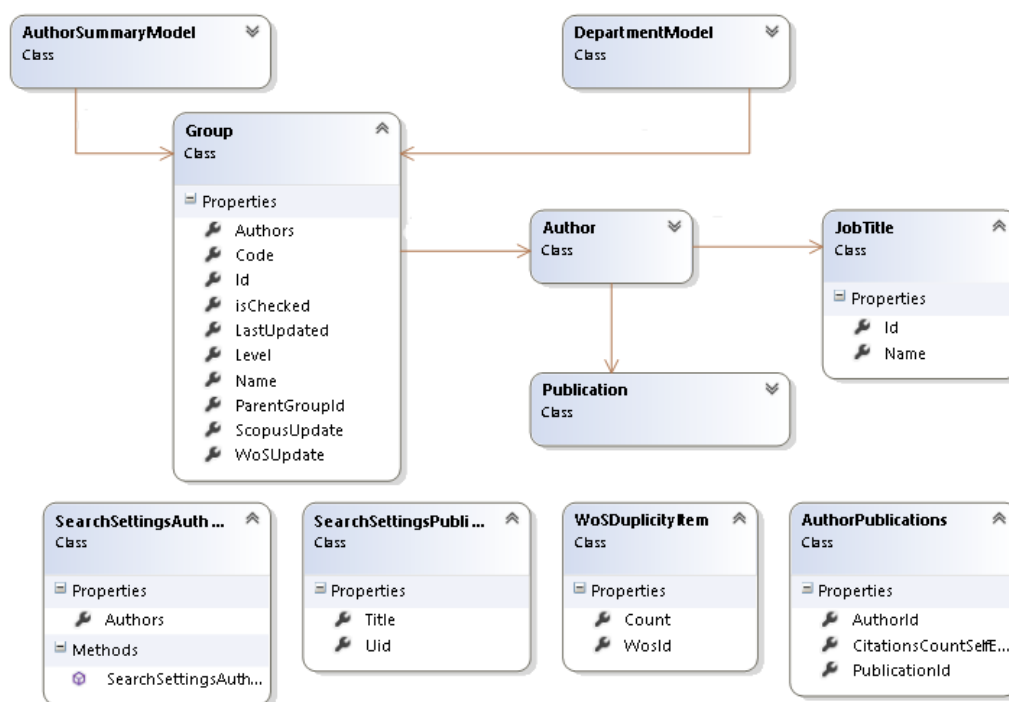 AuthorSummaryModel
Class
DepartmentModel
Class
Group
Class
Properties
Authors
Code
Id
isChecked
LastUpdated
Level
Name
ParentGroupId
ScopusUpdate
WoSUpdate
Author
Class
JobTitle
Class
Properties
Id
Name
Publication
Class
SearchSettingsAuth ...
Class
Properties
Authors
Methods
SearchSettingsAuth...
SearchSettingsPubli ...
Class
Properties
Title
Uid
WoSDuplicityItem
Class
Properties
Count
WosId
AuthorPublications
Class
Properties
AuthorId
CitationsCountSelfE...
PublicationId